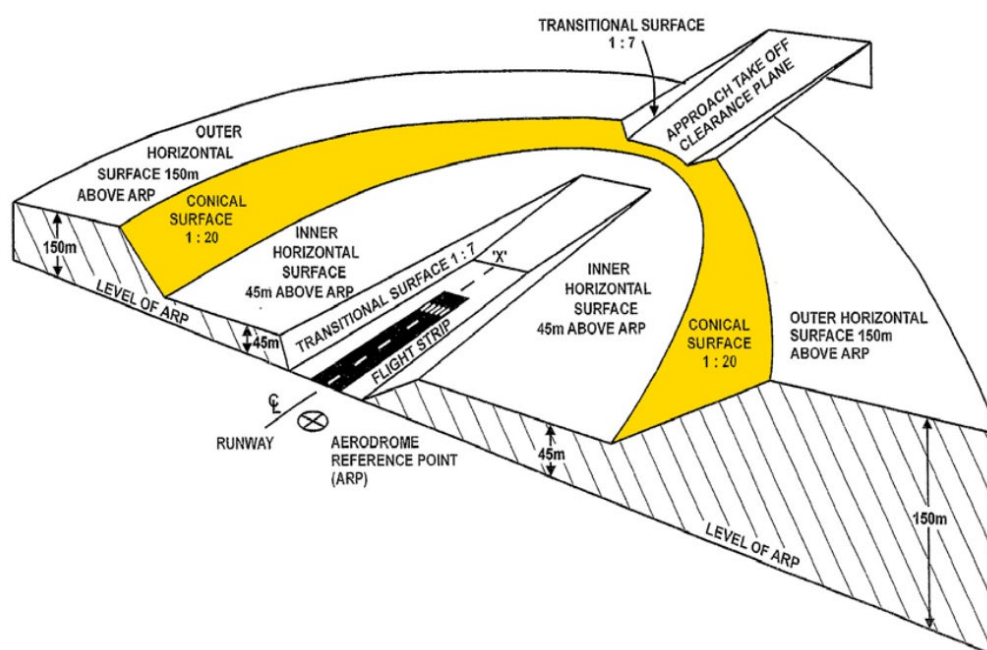 TRANSITIONAL SURFACE
1 : 7
APPROACH TAKE OFF
CLEARANCE PLANE
OUTER
HORIZONTAL
SURFACE 150m
ABOVE ARP
CONICAL
SURFACE
1 : 20
150m
LEVEL OF ARP
INNER
HORIZONTAL
SURFACE
45m ABOVE ARP
45m
TRANSITIONAL SURFACE 1 : 7
'X'
FLIGHT STRIP
INNER
HORIZONTAL
SURFACE
45m ABOVE ARP
CONICAL
SURFACE
1 : 20
OUTER HORIZONTAL
SURFACE 150m
ABOVE ARP
℄
RUNWAY
AERODROME
REFERENCE POINT
(ARP)
45m
LEVEL OF ARP
150m